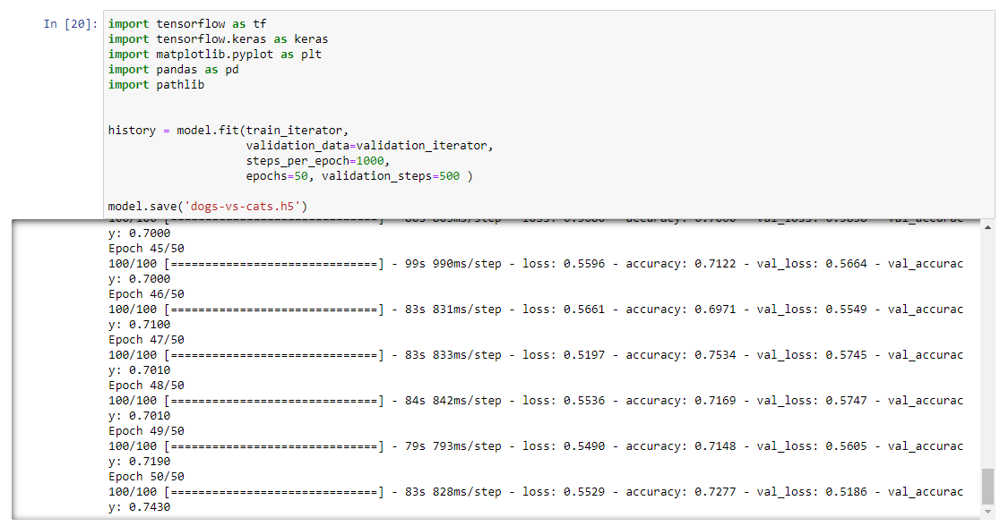 In [20]: import tensorflow as tf
import tensorflow.keras as keras
import matplotlib.pyplot as plt
import pandas as pd
import pathlib
history = model.fit(train_iterator,
validation_data=validation_iterator,
steps_per_epoch=1000,
epochs=50, validation_steps=500 )
model.save('dogs-vs-cats.h5')
y: 0.7000
Epoch 45/50
100/100 [==============================] - 99s 990ms/step - loss: 0.5596 - accuracy: 0.7122 - val_loss: 0.5664 - val_accurac
y: 0.7000
Epoch 46/50
100/100 [==============================] - 83s 831ms/step - loss: 0.5661 - accuracy: 0.6971 - val_loss: 0.5549 - val_accurac
y: 0.7100
Epoch 47/50
100/100 [==============================] - 83s 833ms/step - loss: 0.5197 - accuracy: 0.7534 - val_loss: 0.5745 - val_accurac
y: 0.7010
Epoch 48/50
100/100 [==============================] - 84s 842ms/step - loss: 0.5536 - accuracy: 0.7169 - val_loss: 0.5747 - val_accurac
y: 0.7010
Epoch 49/50
100/100 [==============================] - 79s 793ms/step - loss: 0.5490 - accuracy: 0.7148 - val_loss: 0.5605 - val_accurac
y: 0.7190
Epoch 50/50
100/100 [==============================] - 83s 828ms/step - loss: 0.5529 - accuracy: 0.7277 - val_loss: 0.5186 - val_accurac
y: 0.7430